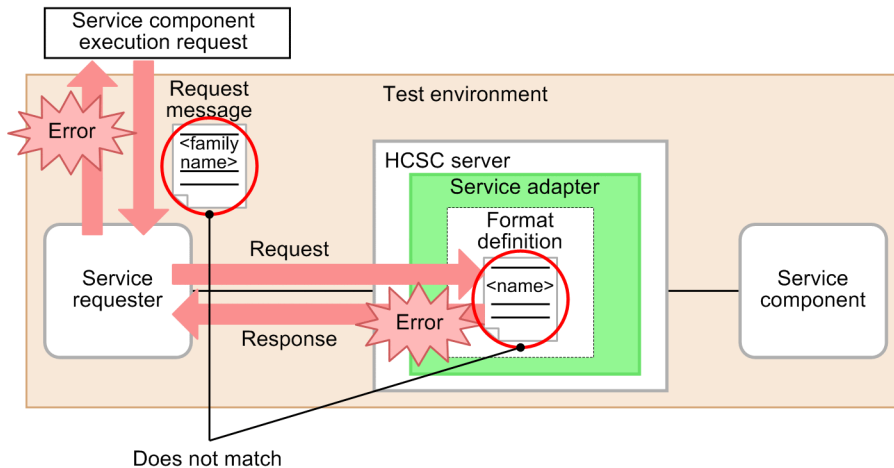 Service component
execution request
Test environment
Request
message
<family
name>
Error
HCSC server
Service adapter
Format
definition
<name>
Request
Service
requester
Error
Response
Service
component
Does not match